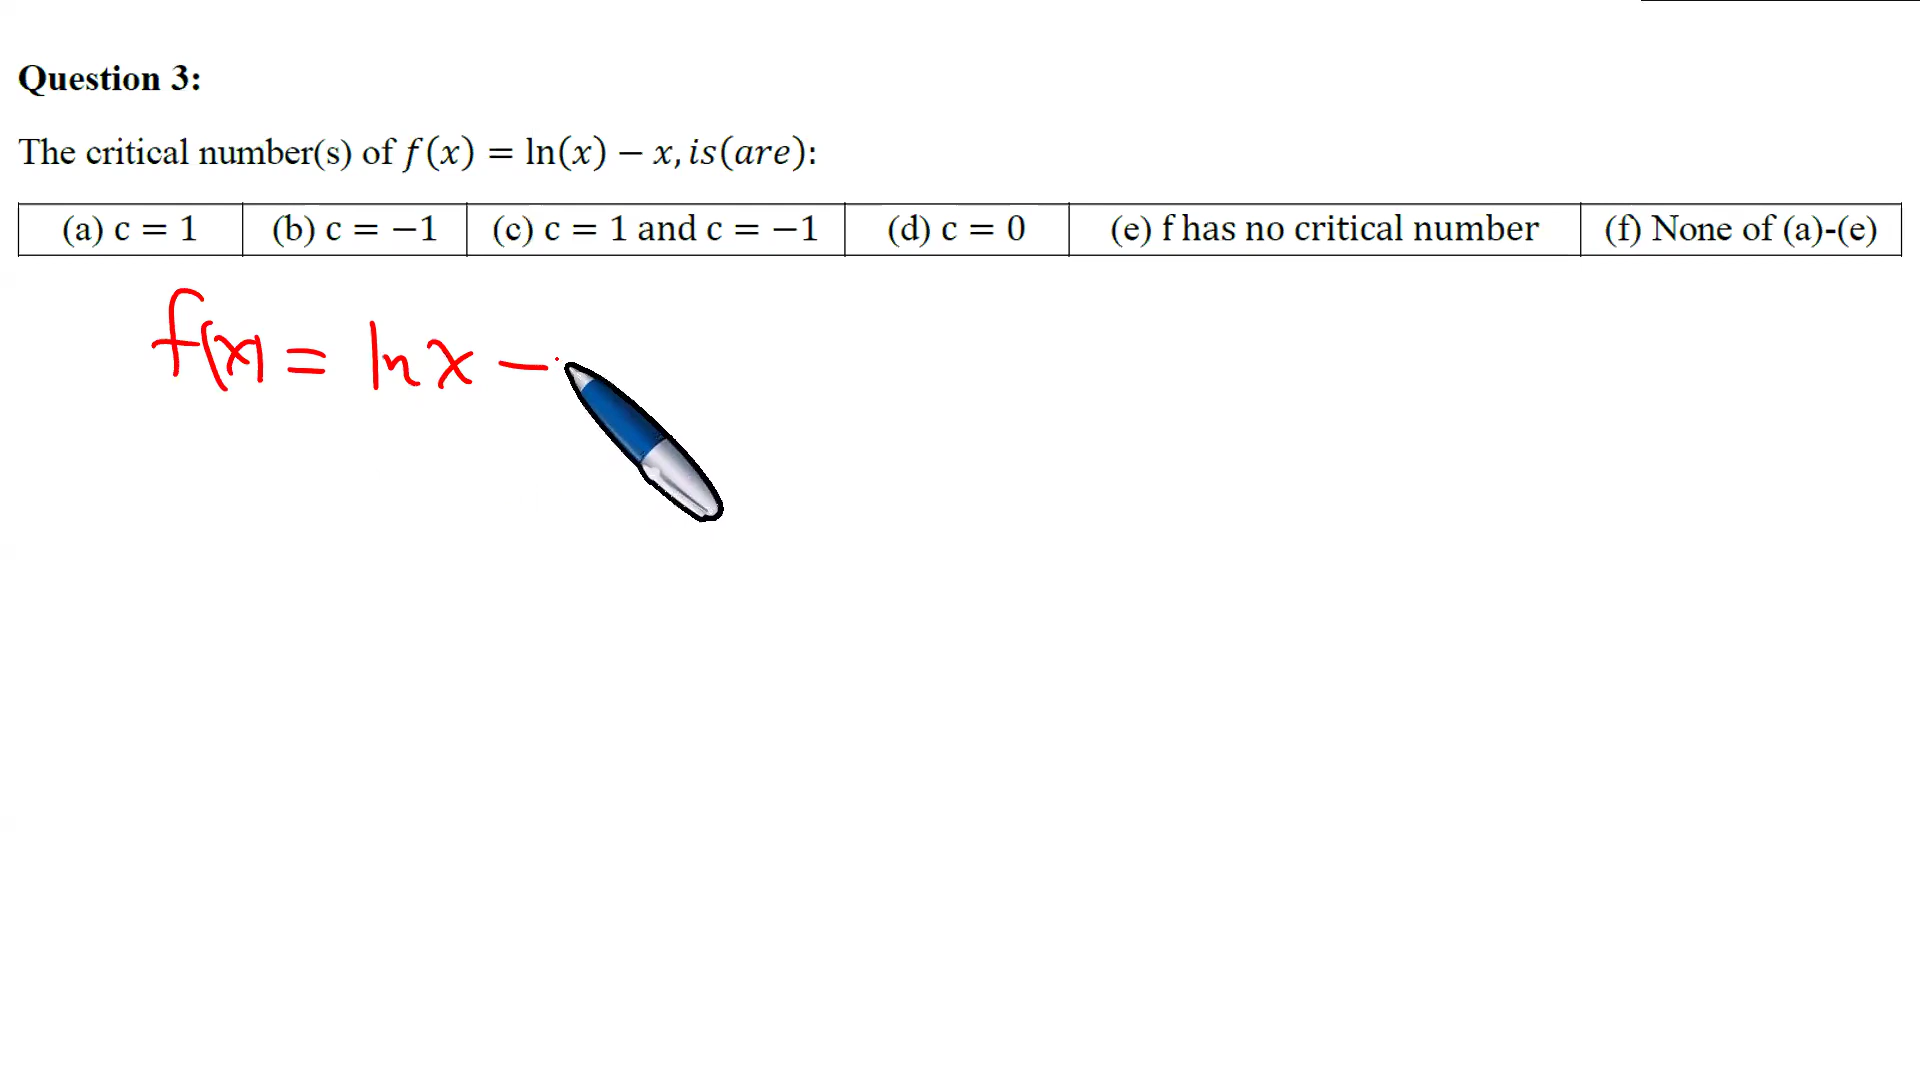 Question 3:
The critical number(s) of f(x) = ln(x) − x, is(are):
(a) c = 1
(b) c = −1
(c) c = 1 and c = −1
(d) c = 0
(e) f has no critical number
(f) None of (a)-(e)
f(x) = ln x −